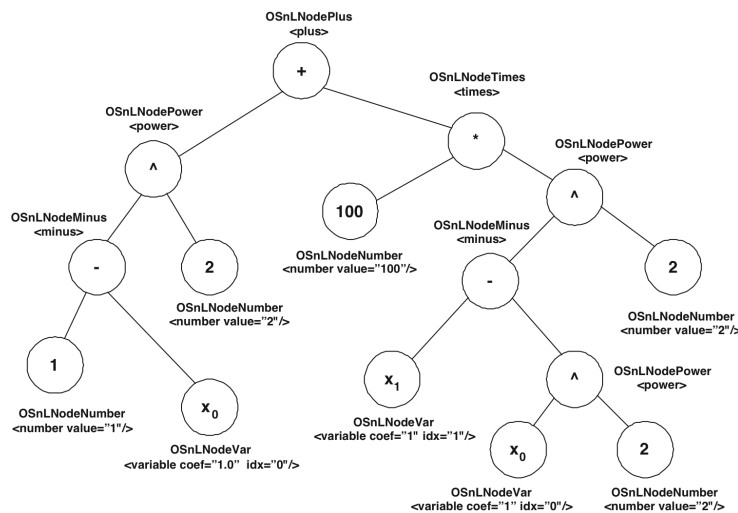 OSnLNodePlus
<plus>
+
OSnLNodeTimes
<times>
*
OSnLNodePower
<power>
^
OSnLNodePower
<power>
^
100
OSnLNodeNumber
<number value="100"/>
OSnLNodeMinus
<minus>
-
2
OSnLNodeNumber
<number value="2"/>
OSnLNodeMinus
<minus>
-
2
OSnLNodeNumber
<number value="2"/>
1
OSnLNodeNumber
<number value="1"/>
x0
OSnLNodeVar
<variable coef="1.0" idx="0"/>
x1
OSnLNodeVar
<variable coef="1" idx="1"/>
^
OSnLNodePower
<power>
x0
OSnLNodeVar
<variable coef="1" idx="0"/>
2
OSnLNodeNumber
<number value="2"/>